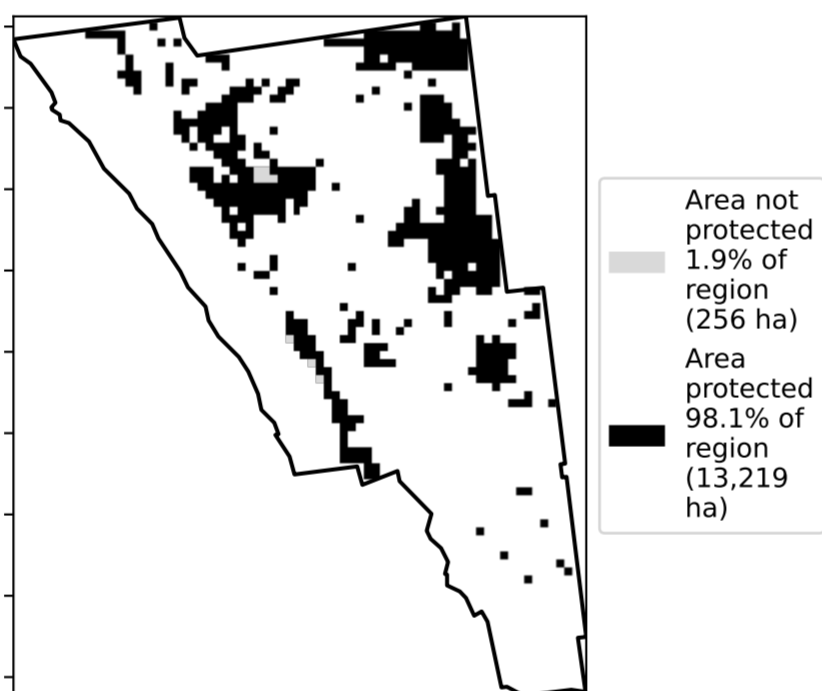 Area not
protected
1.9% of
region
(256 ha)
Area
protected
98.1% of
region
(13,219
ha)